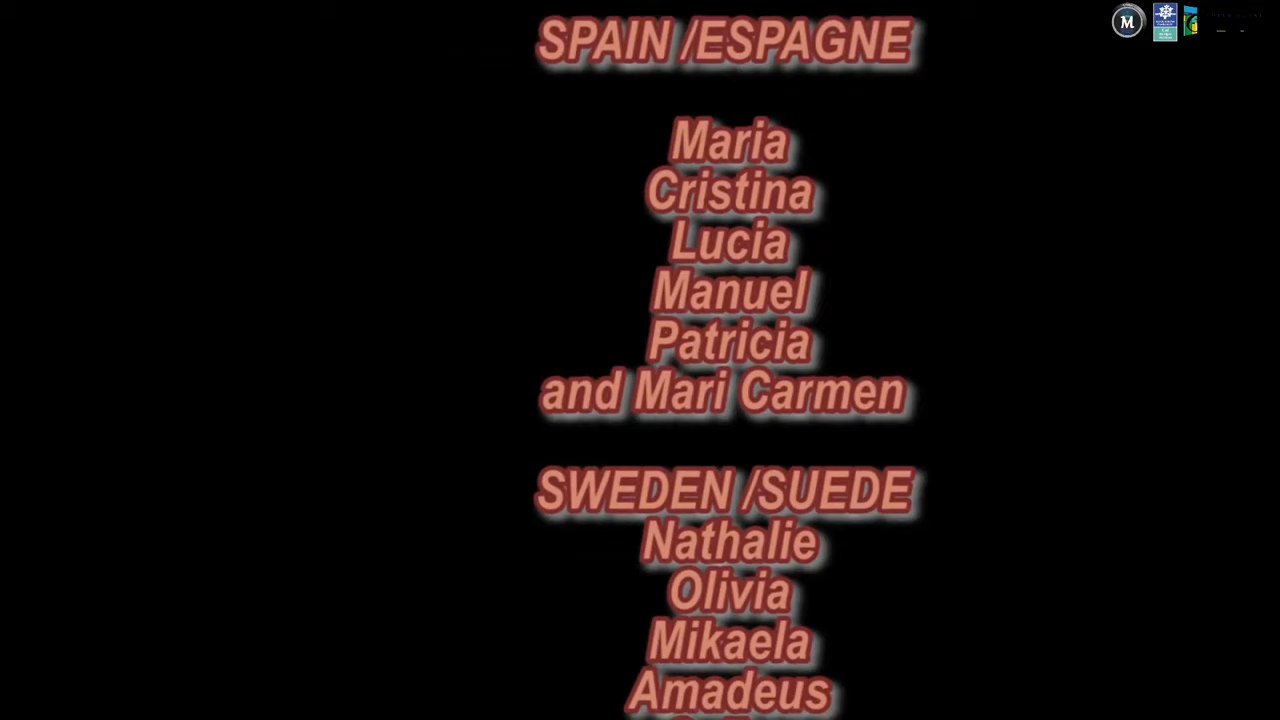 SPAIN /ESPAGNE
Maria
Cristina
Lucia
Manuel
Patricia
and Mari Carmen
SWEDEN /SUEDE
Nathalie
Olivia
Mikaela
Amadeus
M